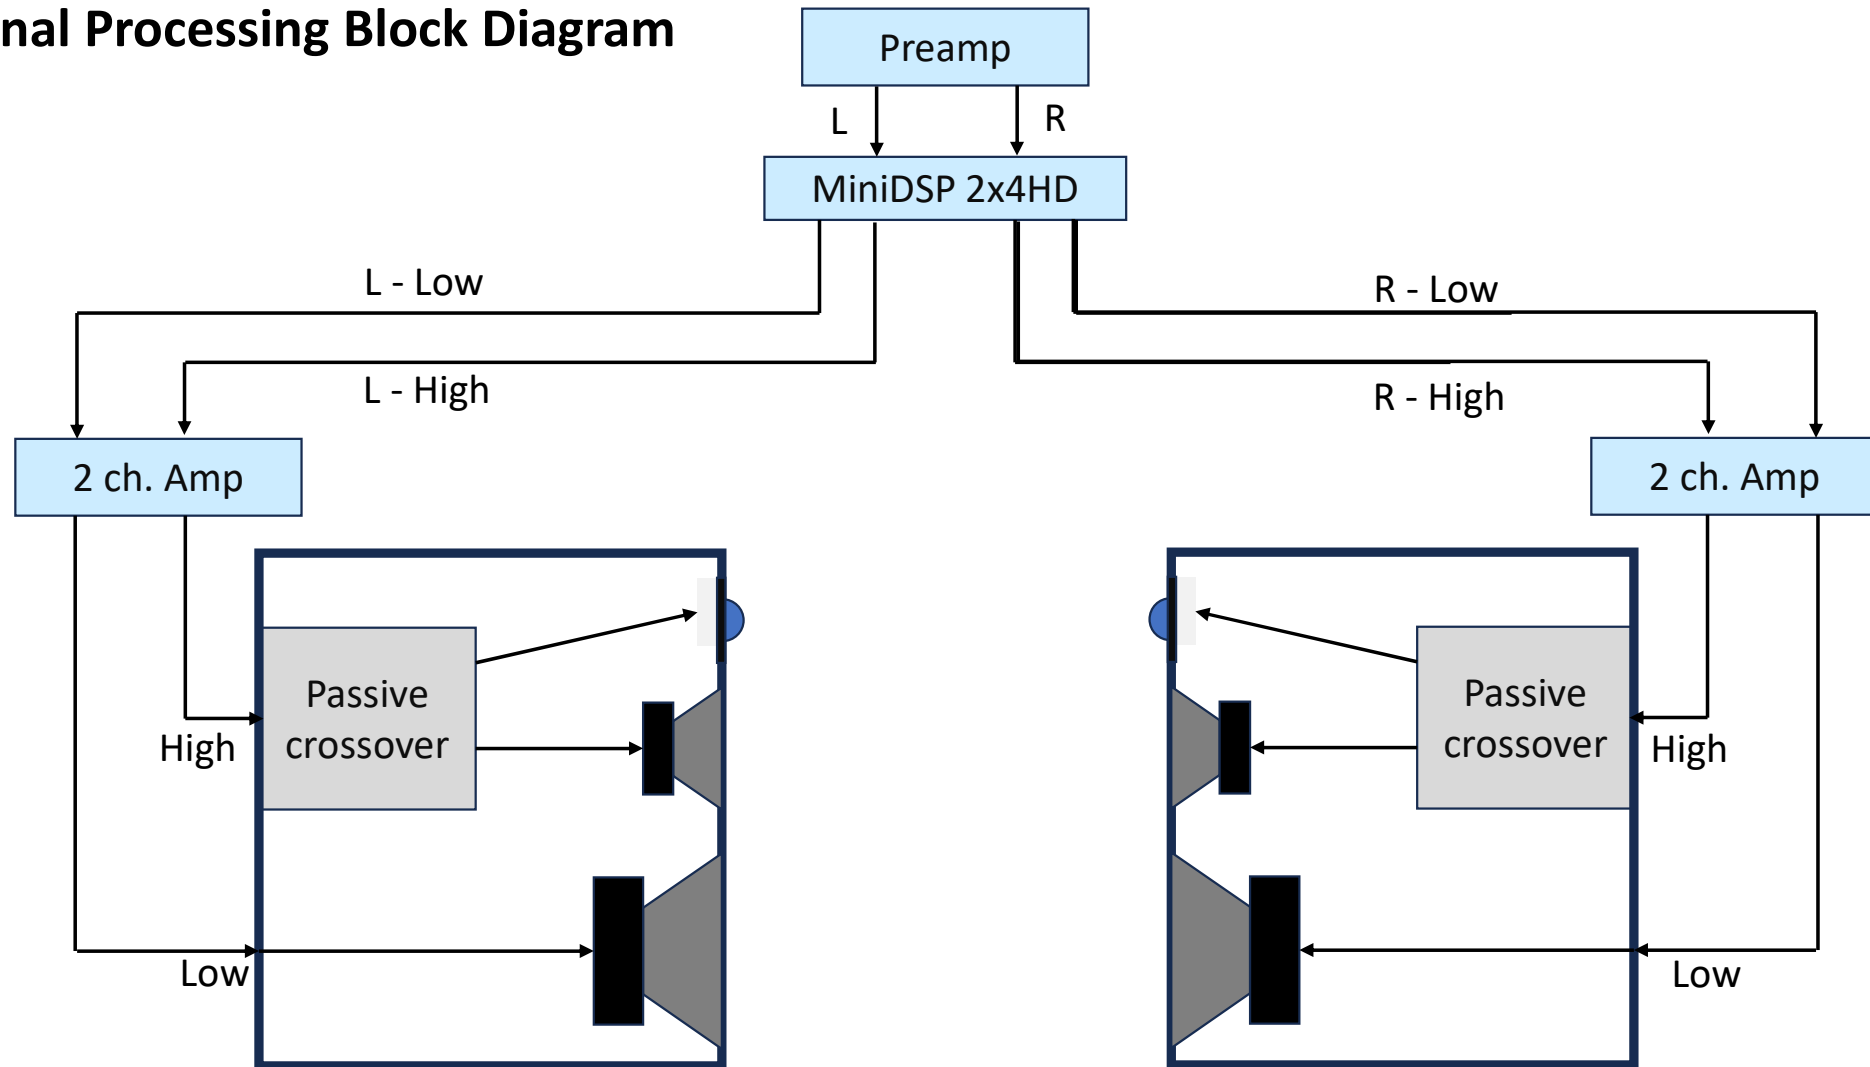 nal Processing Block Diagram
Preamp
L
R
MiniDSP 2x4HD
L - Low
R - Low
L - High
R - High
2 ch. Amp
2 ch. Amp
Passive
crossover
Passive
crossover
High
High
Low
Low